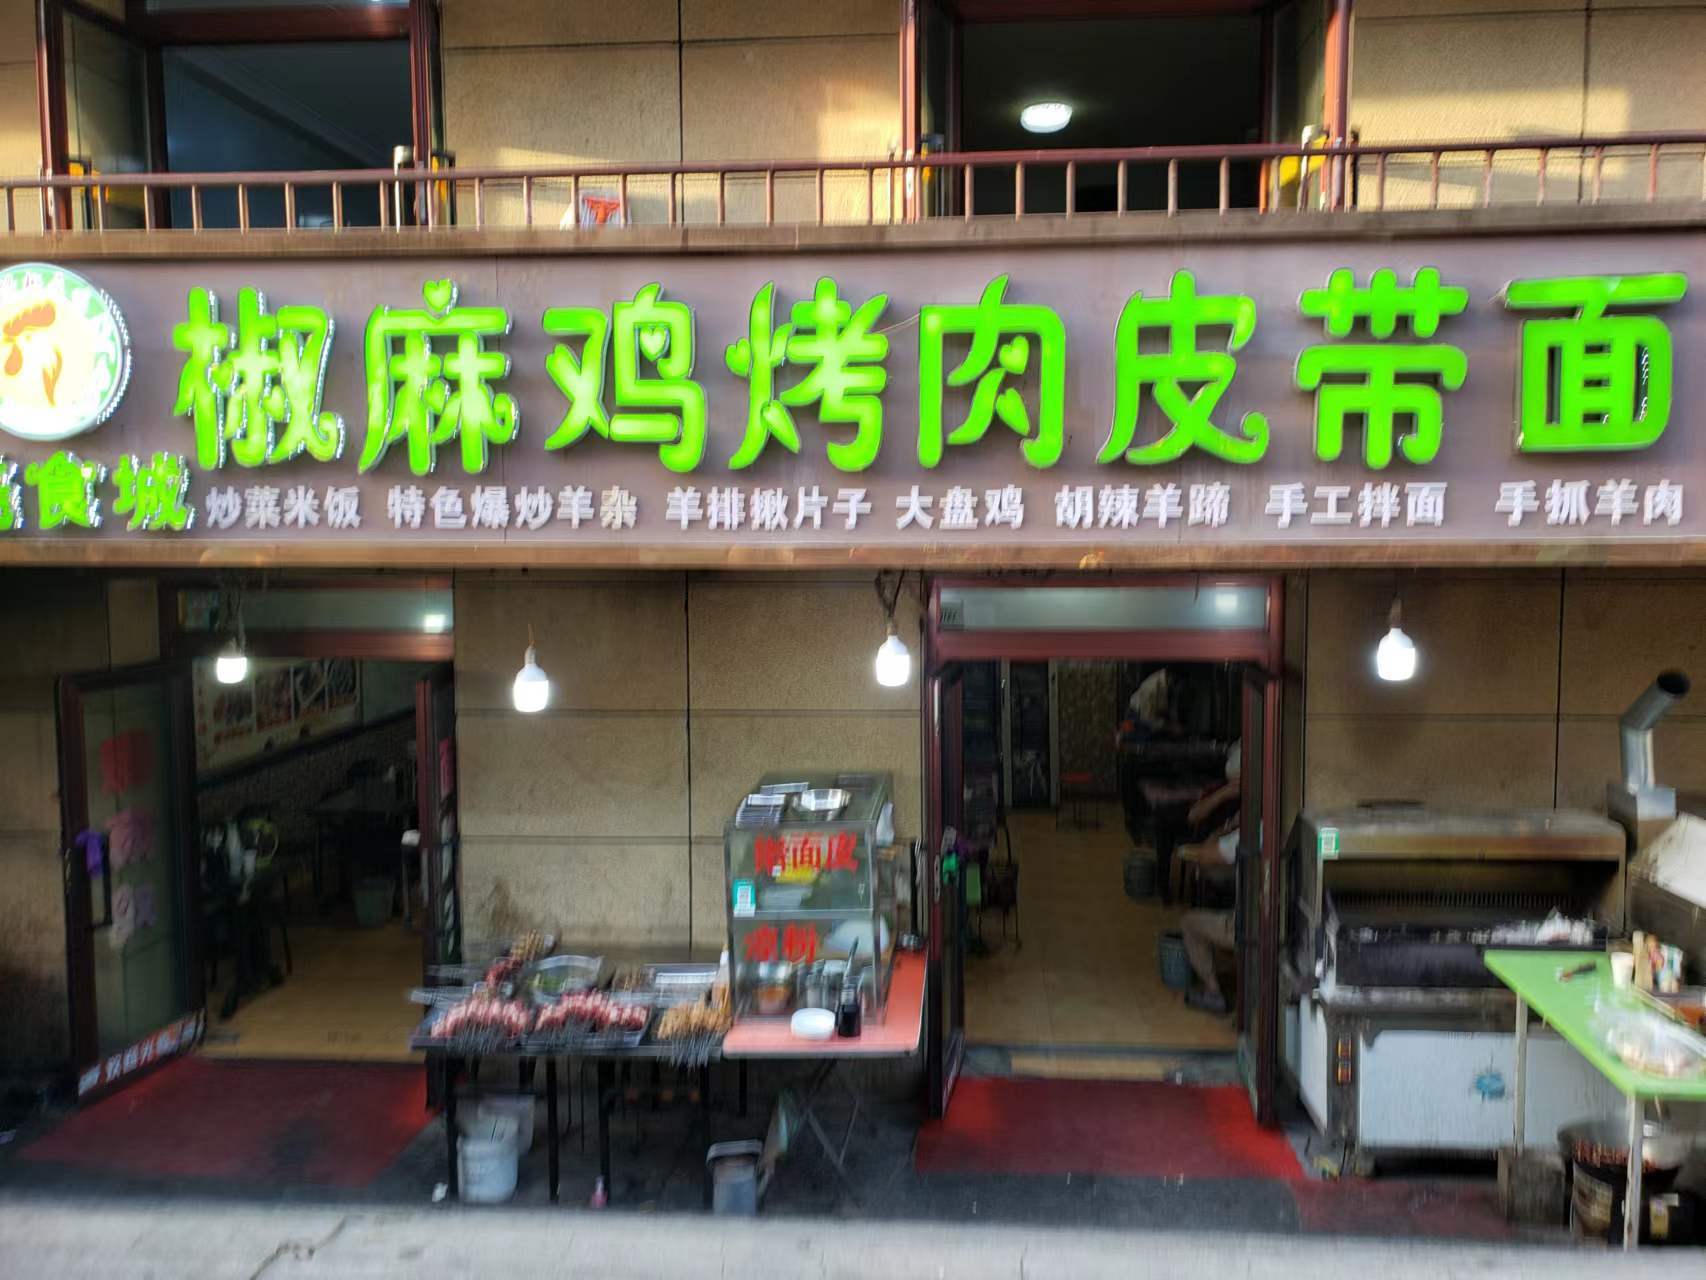 椒麻鸡烤肉皮带面
食城
炒菜米饭 特色爆炒羊杂 羊排揪片子 大盘鸡 胡辣羊蹄 手工拌面 手抓羊肉
面皮
凉粉